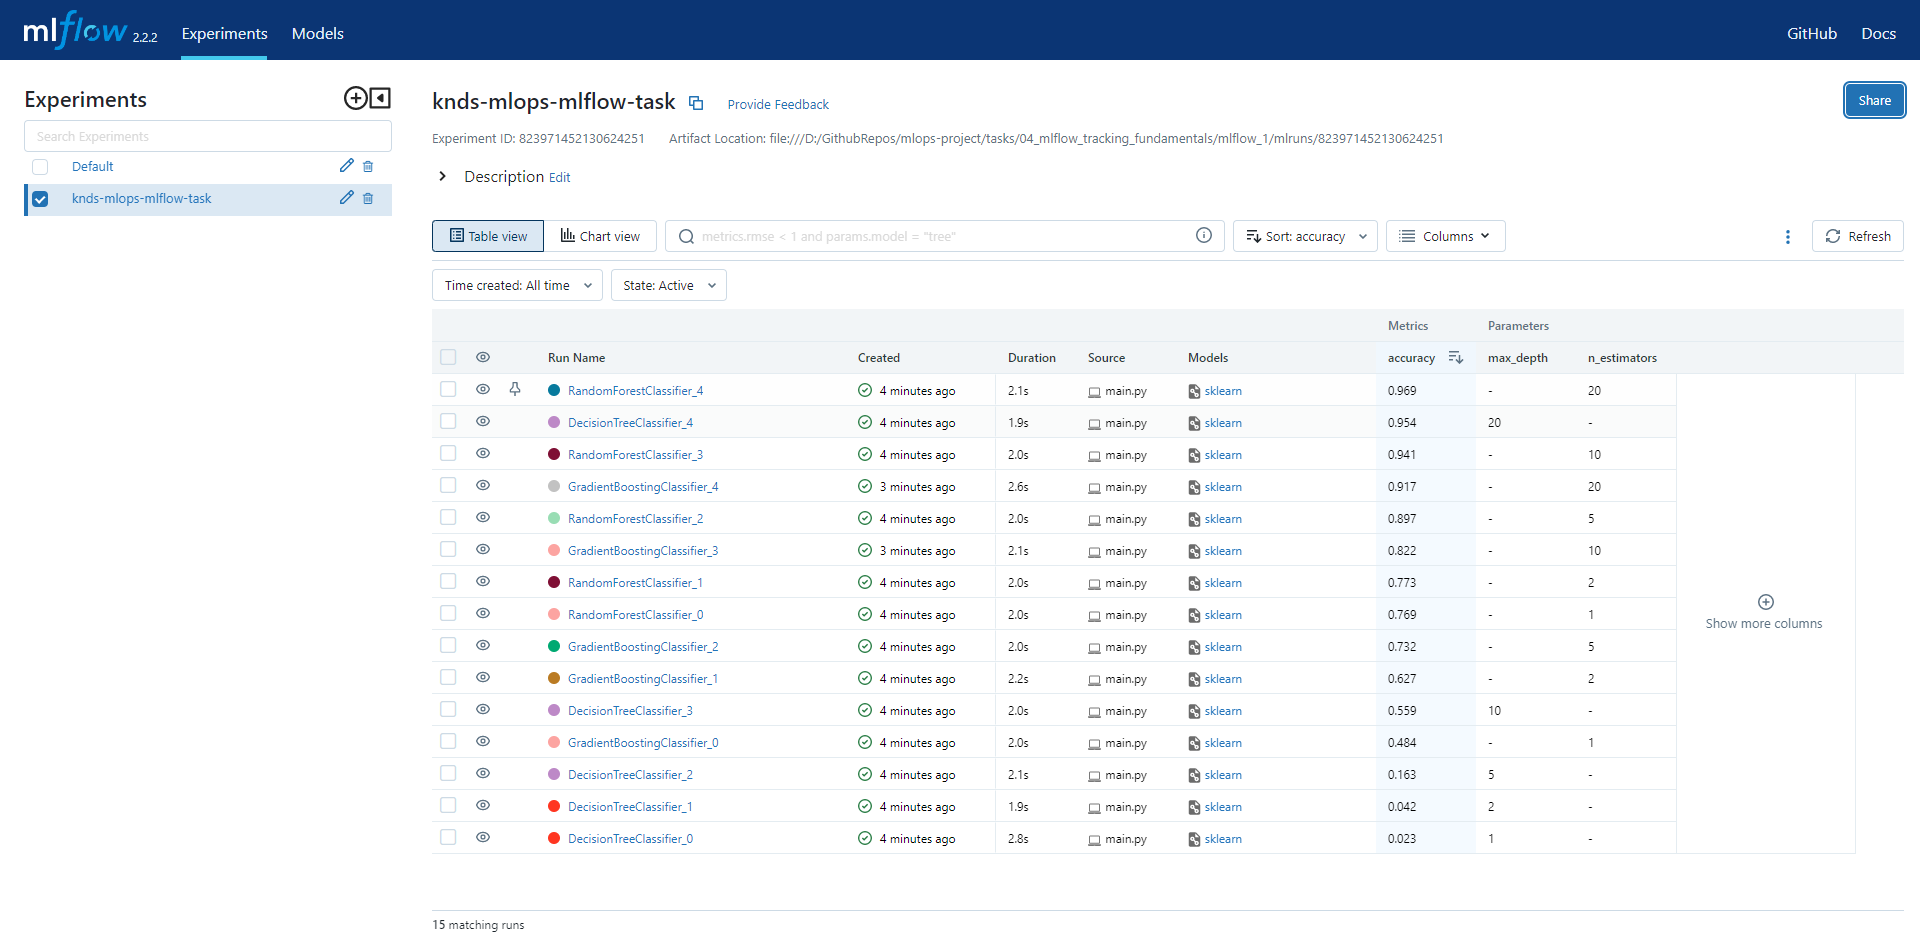 mlflow 2.2.2 Experiments Models GitHub Docs
Experiments
Search Experiments
Default
knds-mlops-mlflow-task
knds-mlops-mlflow-task Provide Feedback Share
Experiment ID: 823971452130624251 Artifact Location: file:///D:/GithubRepos/mlops-project/tasks/04_mlflow_tracking_fundamentals/mlflow_1/mlruns/823971452130624251
Description Edit
Table view Chart view metrics.rmse < 1 and params.model = "tree" Sort: accuracy Columns Refresh
Time created: All time State: Active
Metrics Parameters
Run Name Created Duration Source Models accuracy max_depth n_estimators
RandomForestClassifier_4 4 minutes ago 2.1s main.py sklearn 0.969 - 20
DecisionTreeClassifier_4 4 minutes ago 1.9s main.py sklearn 0.954 20 -
RandomForestClassifier_3 4 minutes ago 2.0s main.py sklearn 0.941 - 10
GradientBoostingClassifier_4 3 minutes ago 2.6s main.py sklearn 0.917 - 20
RandomForestClassifier_2 4 minutes ago 2.0s main.py sklearn 0.897 - 5
GradientBoostingClassifier_3 3 minutes ago 2.1s main.py sklearn 0.822 - 10
RandomForestClassifier_1 4 minutes ago 2.0s main.py sklearn 0.773 - 2
RandomForestClassifier_0 4 minutes ago 2.0s main.py sklearn 0.769 - 1
GradientBoostingClassifier_2 4 minutes ago 2.0s main.py sklearn 0.732 - 5
GradientBoostingClassifier_1 4 minutes ago 2.2s main.py sklearn 0.627 - 2
DecisionTreeClassifier_3 4 minutes ago 2.0s main.py sklearn 0.559 10 -
GradientBoostingClassifier_0 4 minutes ago 2.0s main.py sklearn 0.484 - 1
DecisionTreeClassifier_2 4 minutes ago 2.1s main.py sklearn 0.163 5 -
DecisionTreeClassifier_1 4 minutes ago 1.9s main.py sklearn 0.042 2 -
DecisionTreeClassifier_0 4 minutes ago 2.8s main.py sklearn 0.023 1 -
Show more columns
15 matching runs